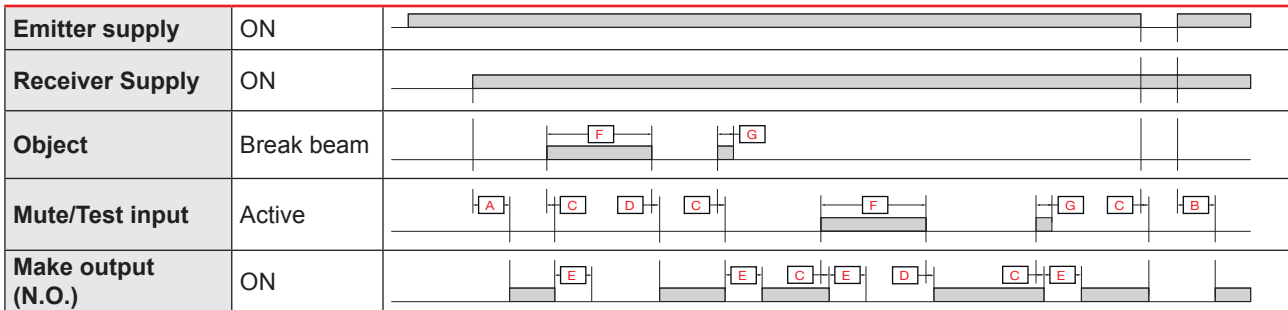 Emitter supply ON
Receiver Supply ON
Object Break beam F G
Mute/Test input Active A C D C F G C B
Make output
(N.O.) ON E E C E D C E